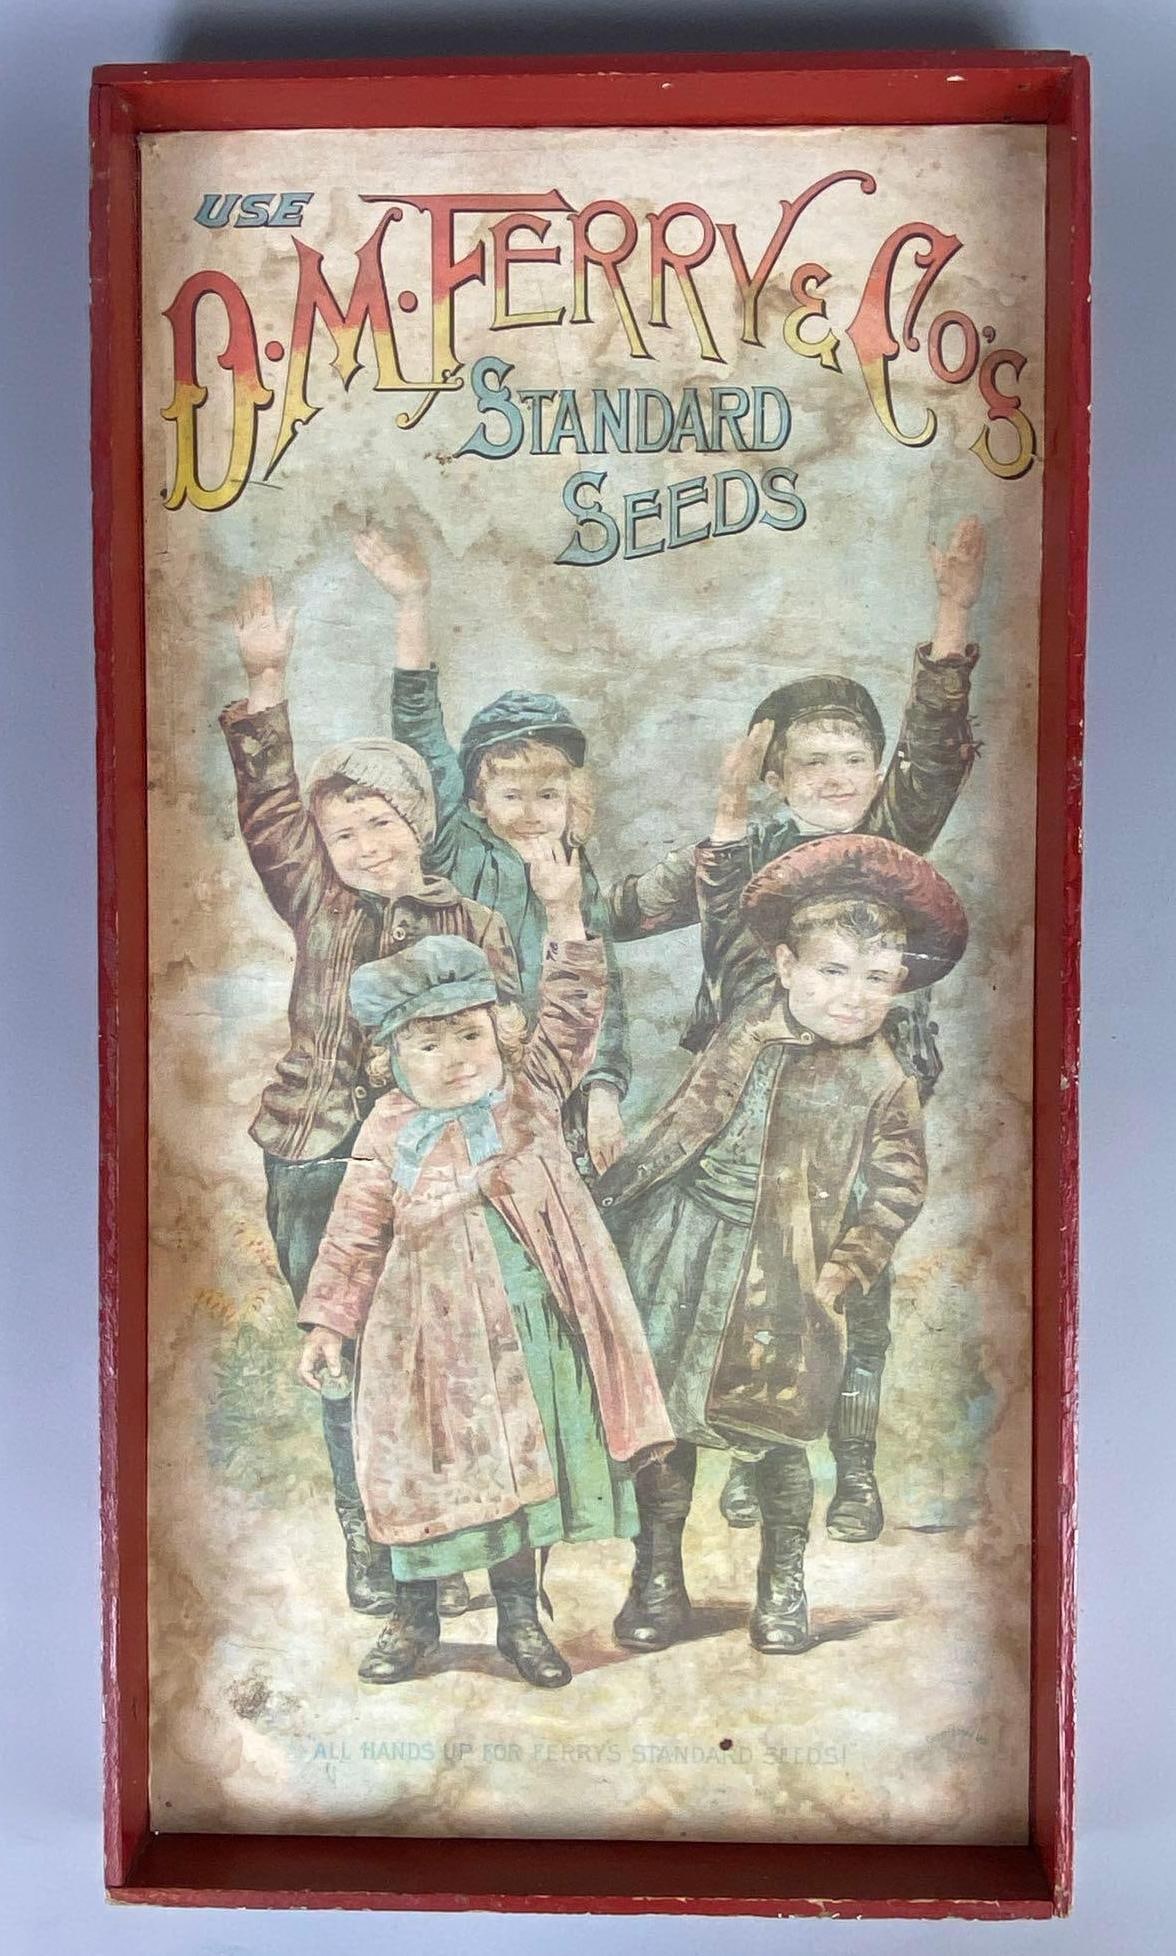 USE
D.M. FERRY & CO'S
STANDARD
SEEDS
ALL HANDS UP FOR FERRY'S STANDARD SEEDS!